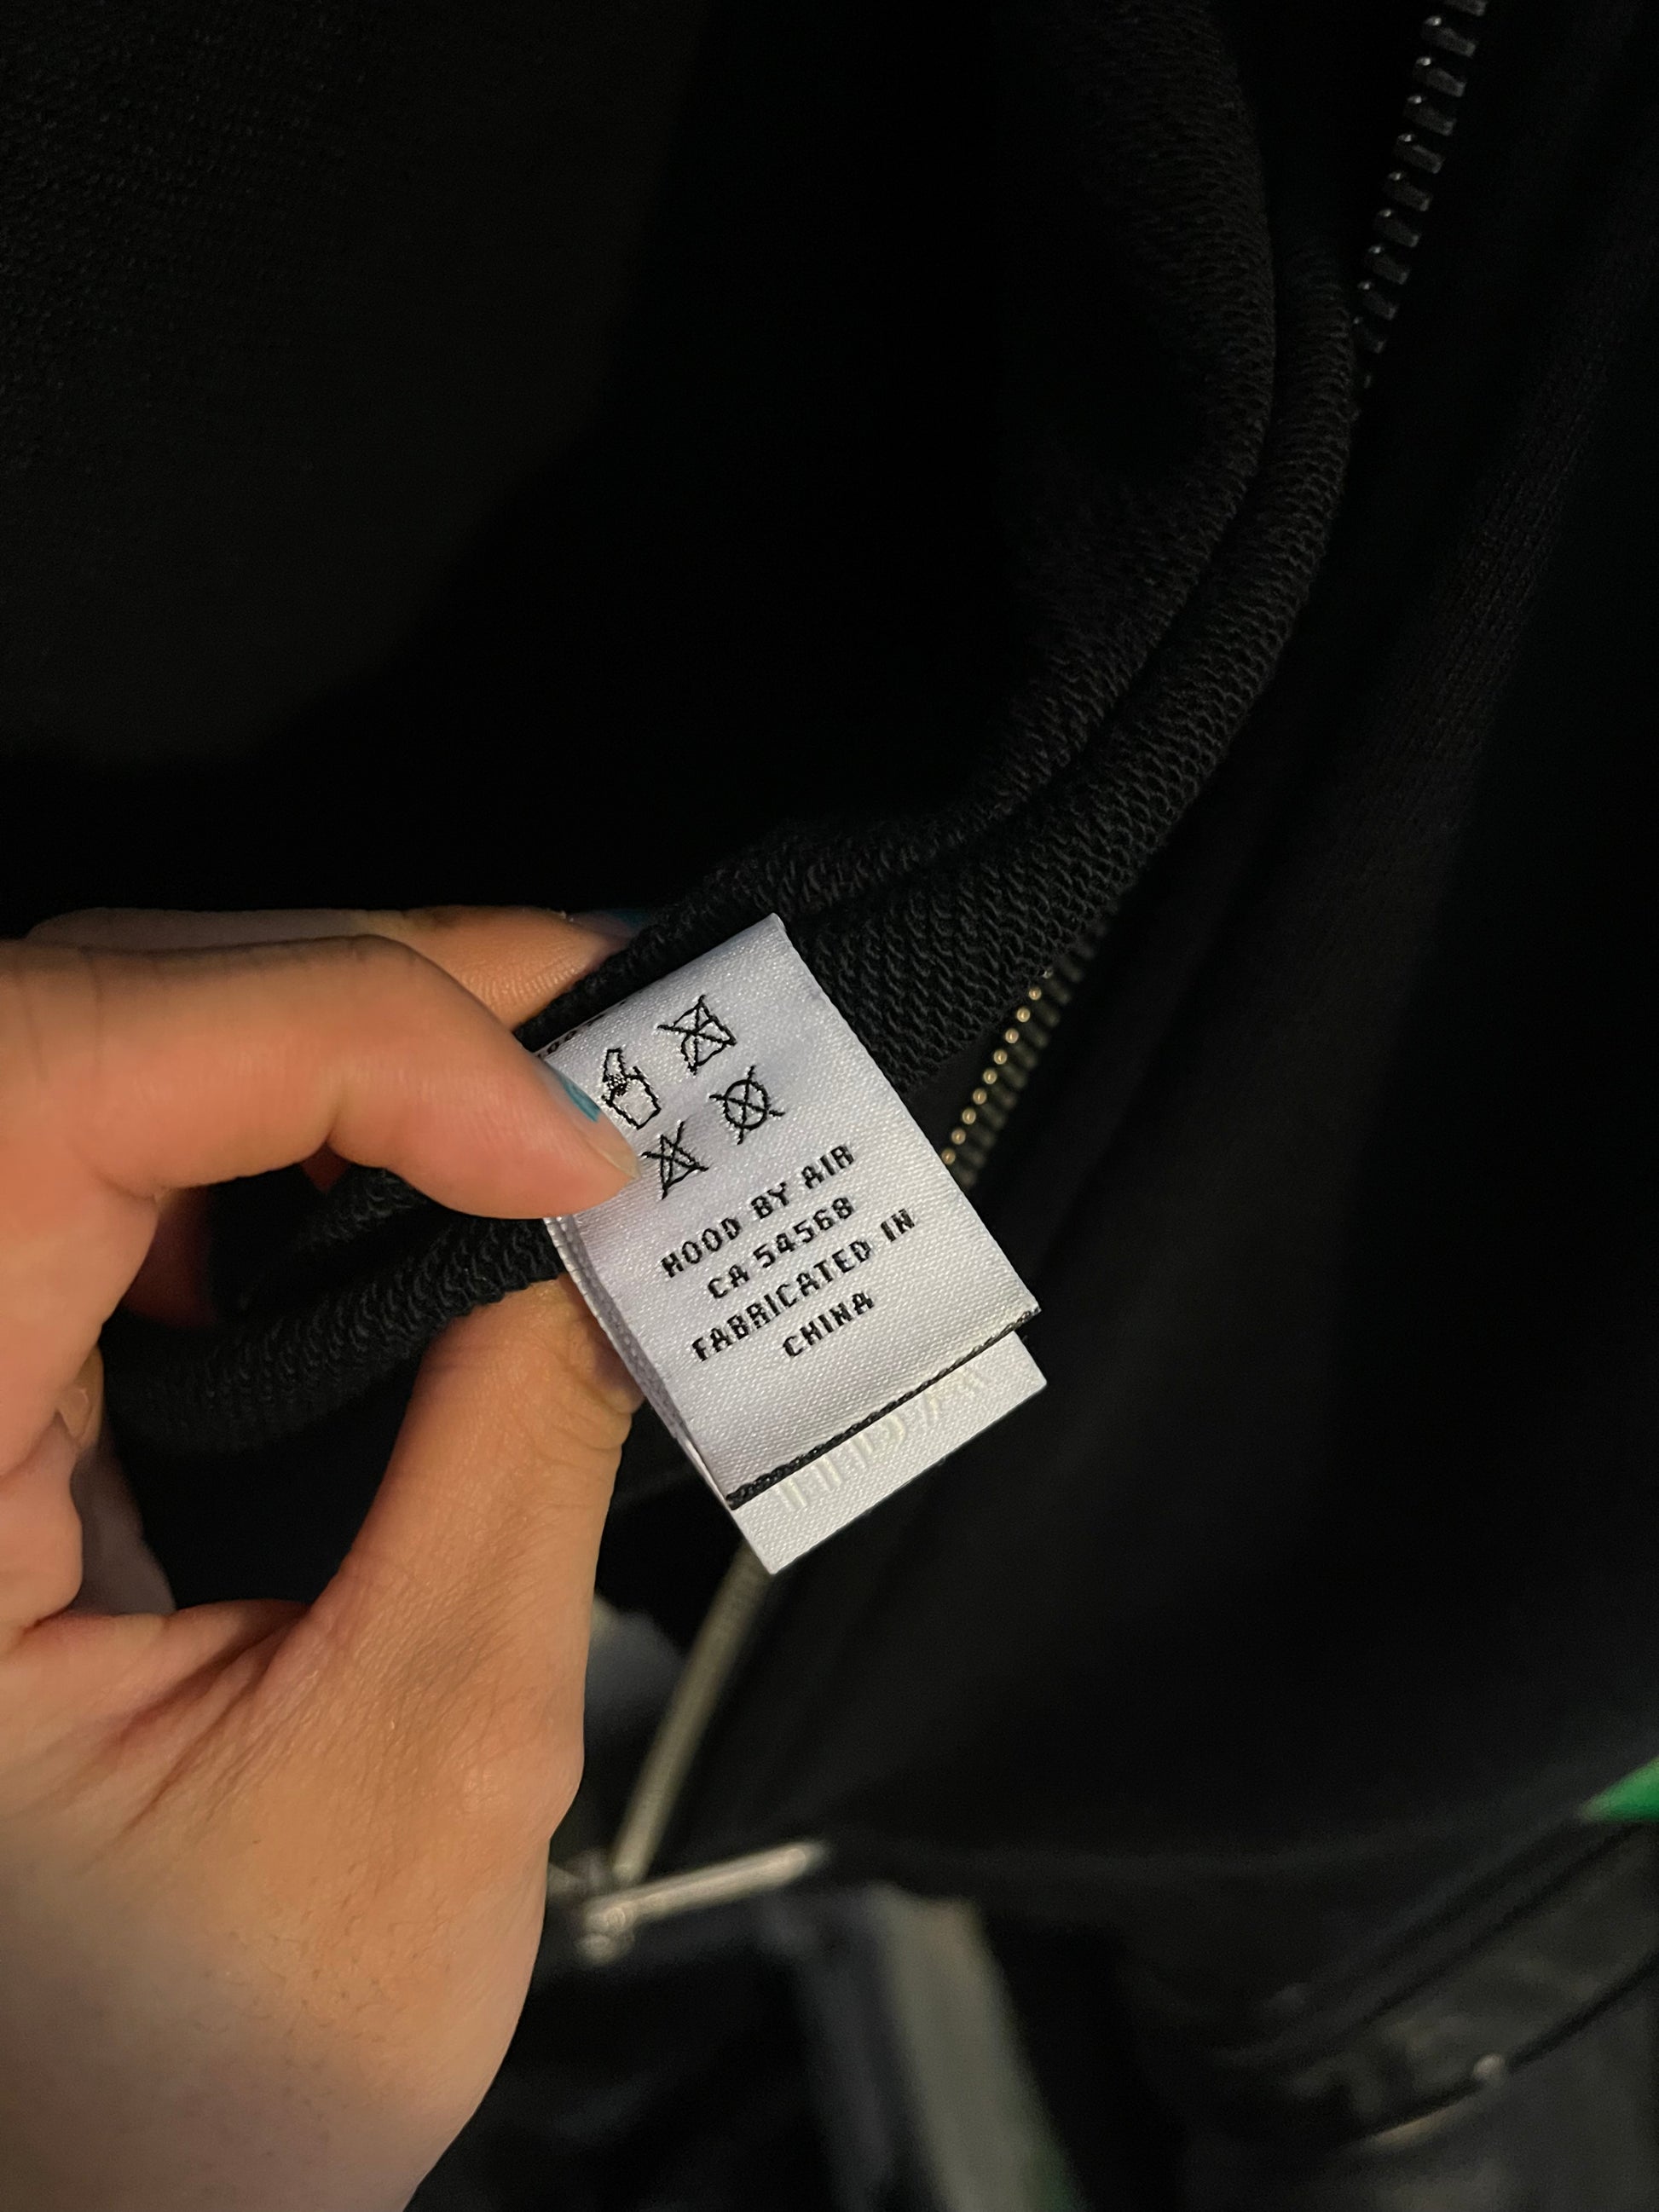 HOOD BY AIR
CA 54568
FABRICATED IN
CHINA